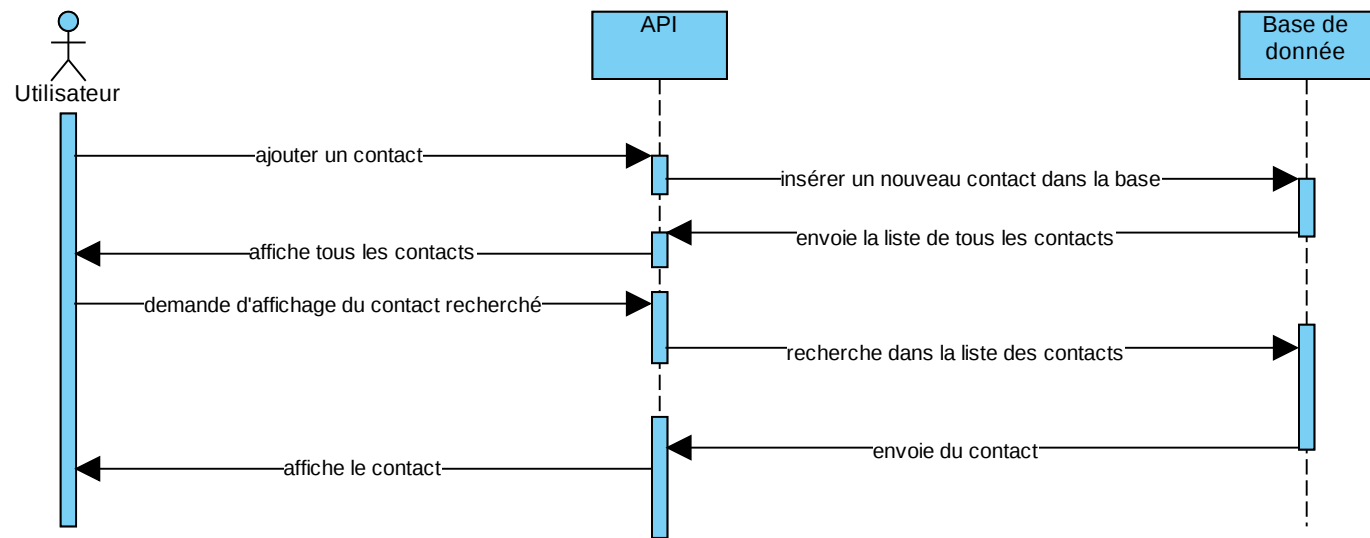 Utilisateur
API
Base de
donnée
ajouter un contact
insérer un nouveau contact dans la base
envoie la liste de tous les contacts
affiche tous les contacts
demande d'affichage du contact recherché
recherche dans la liste des contacts
envoie du contact
affiche le contact